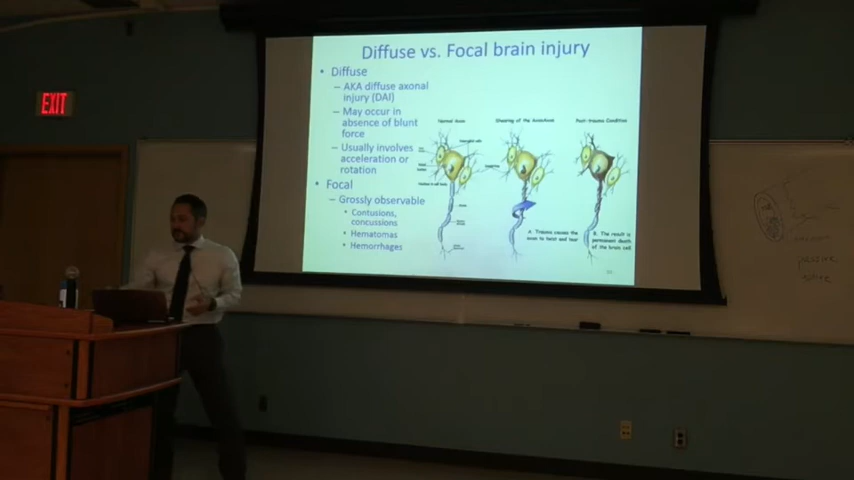 EXIT
Diffuse vs. Focal brain injury
• Diffuse
– AKA diffuse axonal
injury (DAI)
– May occur in
absence of blunt
force
– Usually involves
acceleration or
rotation
• Focal
– Grossly observable
• Contusions,
concussions
• Hematomas
• Hemorrhages
Normal Axon
Shearing of the
Post-trauma Condition
A. Trauma causes the
axon to twist and tear
B. The result is
permanent death
of the brain cell
passive